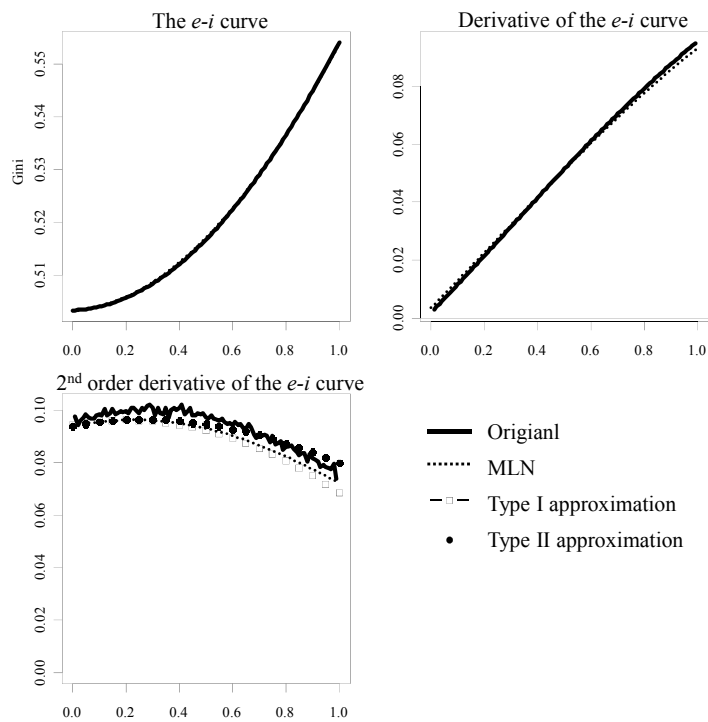 The e-i curve
Derivative of the e-i curve
Gini
0.55
0.54
0.53
0.52
0.51
0.0 0.2 0.4 0.6 0.8 1.0
0.08
0.06
0.04
0.02
0.00
0.0 0.2 0.4 0.6 0.8 1.0
2nd order derivative of the e-i curve
0.10
0.08
0.06
0.04
0.02
0.00
0.0 0.2 0.4 0.6 0.8 1.0
Origianl
MLN
Type I approximation
Type II approximation